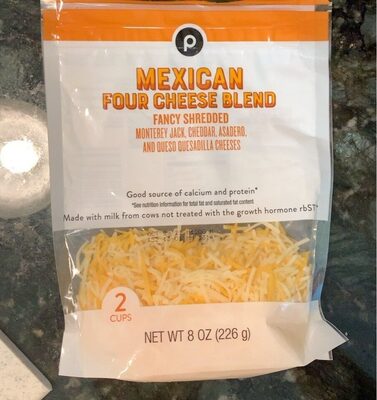 p
MEXICAN
FOUR CHEESE BLEND
FANCY SHREDDED
MONTEREY JACK, CHEDDAR, ASADERO,
AND QUESO QUESADILLA CHEESES
Good source of calcium and protein*
*See nutrition information for total fat and saturated fat content
Made with milk from cows not treated with the growth hormone rbST*
2
CUPS
NET WT 8 OZ (226 g)